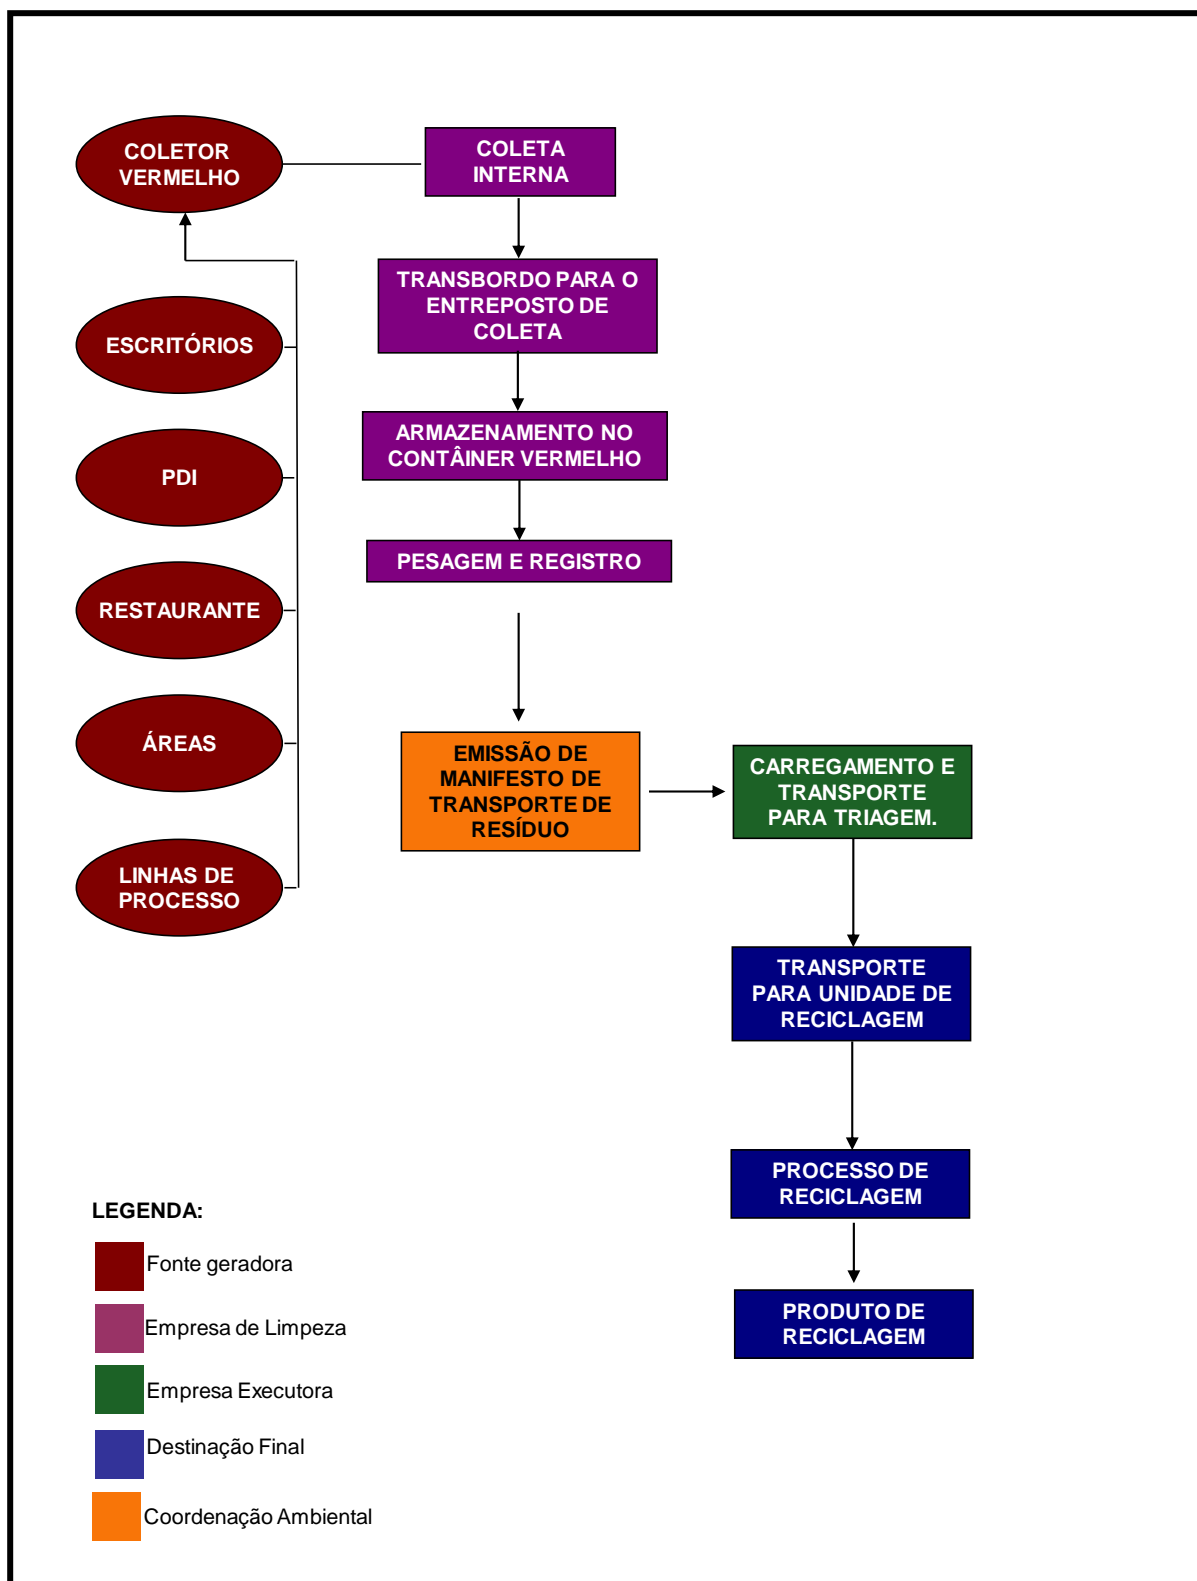 COLETOR
VERMELHO
COLETA
INTERNA
TRANSBORDO PARA O
ENTREPOSTO DE
COLETA
ESCRITÓRIOS
ARMAZENAMENTO NO
CONTÂINER VERMELHO
PDI
PESAGEM E REGISTRO
RESTAURANTE
ÁREAS
EMISSÃO DE
MANIFESTO DE
TRANSPORTE DE
RESÍDUO
CARREGAMENTO E
TRANSPORTE
PARA TRIAGEM.
LINHAS DE
PROCESSO
TRANSPORTE
PARA UNIDADE DE
RECICLAGEM
PROCESSO DE
RECICLAGEM
PRODUTO DE
RECICLAGEM
LEGENDA:
Fonte geradora
Empresa de Limpeza
Empresa Executora
Destinação Final
Coordenação Ambiental